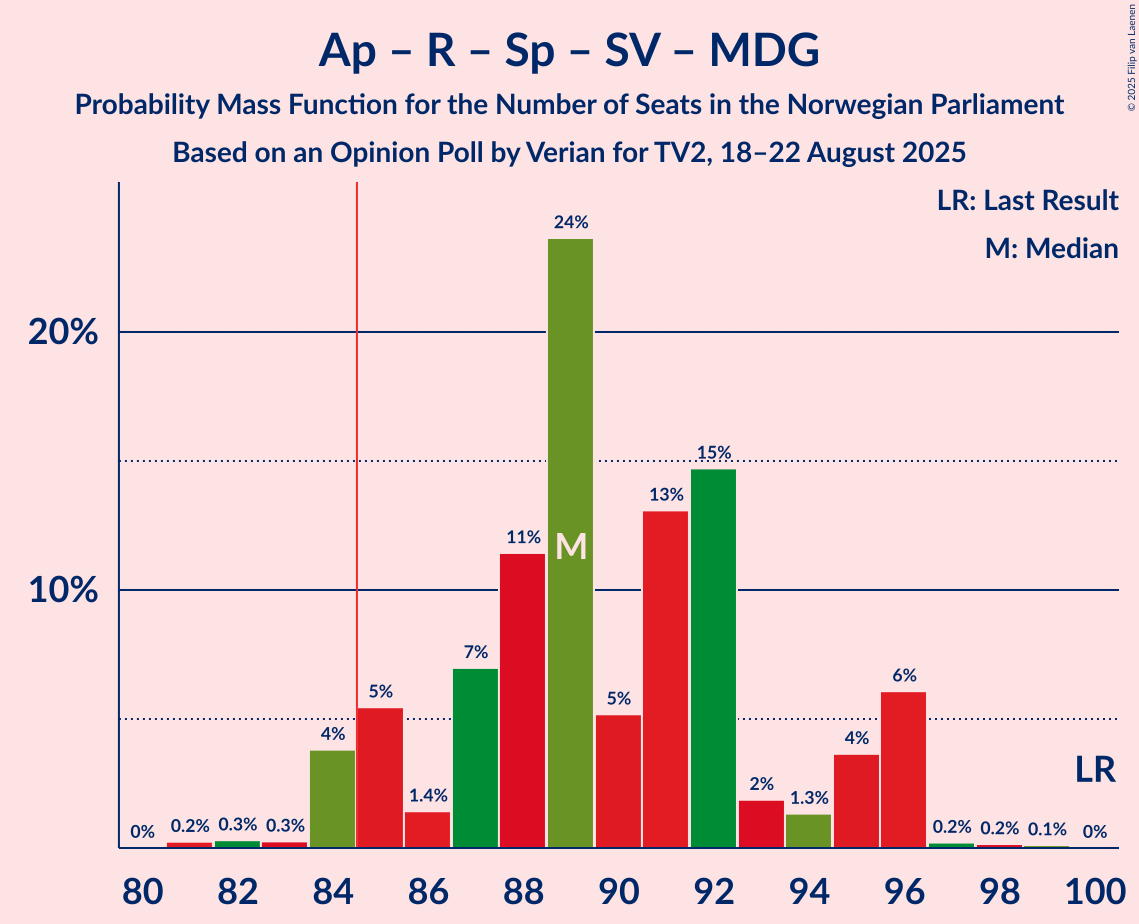 Ap – R – Sp – SV – MDG
Probability Mass Function for the Number of Seats in the Norwegian Parliament
Based on an Opinion Poll by Verian for TV2, 18–22 August 2025
© 2025 Filip van Laenen
LR: Last Result
M: Median
20%
10%
0%
0.2%
0.3%
0.3%
4%
5%
1.4%
7%
11%
24%
M
5%
13%
15%
2%
1.3%
4%
6%
0.2%
0.2%
0.1%
0%
LR
80 82 84 86 88 90 92 94 96 98 100